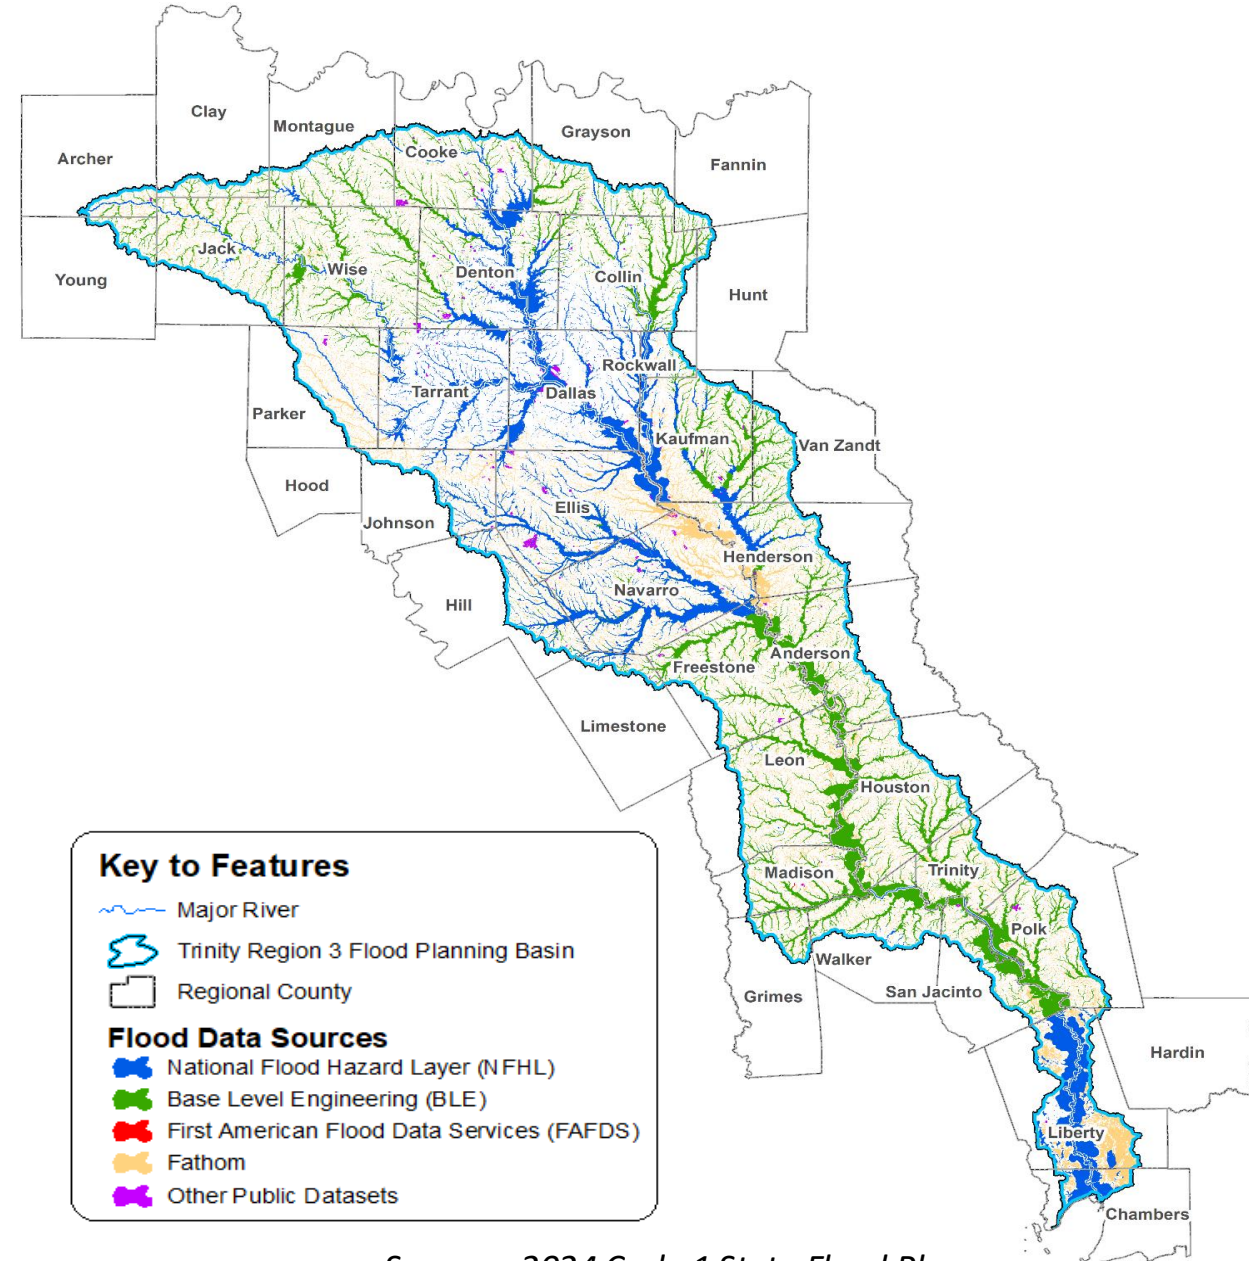 Clay
Montague
Grayson
Cooke
Archer
Fannin
Jack
Wise
Denton
Collin
Young
Hunt
Rockwall
Tarrant
Dallas
Parker
Kaufman
Van Zandt
Hood
Ellis
Johnson
Henderson
Navarro
Hill
Anderson
Freestone
Limestone
Leon
Houston
Madison
Trinity
Polk
Walker
San Jacinto
Grimes
Hardin
Liberty
Chambers
Key to Features
Major River
Trinity Region 3 Flood Planning Basin
Regional County
Flood Data Sources
National Flood Hazard Layer (NFHL)
Base Level Engineering (BLE)
First American Flood Data Services (FAFDS)
Fathom
Other Public Datasets
2024 State Flood